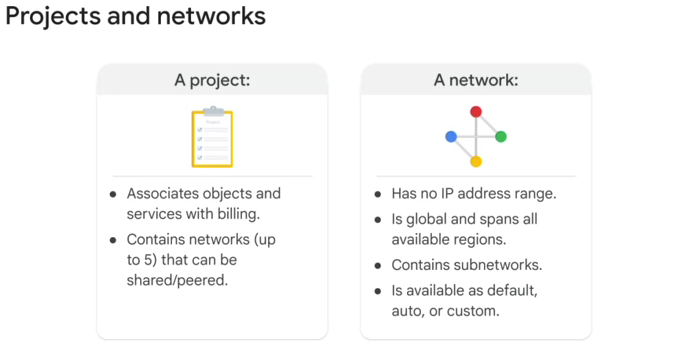 Projects and networks
A project:
Associates objects and
services with billing.
Contains networks (up
to 5) that can be
shared/peered.
A network:
Has no IP address range.
Is global and spans all
available regions.
Contains subnetworks.
Is available as default,
auto, or custom.